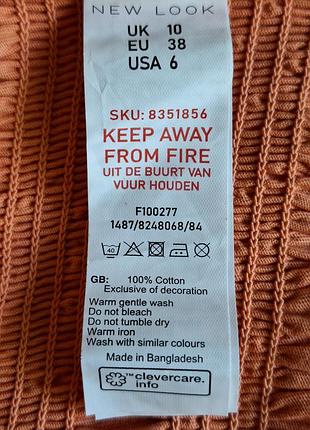 NEW LOOK
UK 10
EU 38
USA 6
SKU: 8351856
KEEP AWAY
FROM FIRE
UIT DE BUURT VAN
VUUR HOUDEN
F100277
1487/8248068/84
40
GB: 100% Cotton
Exclusive of decoration
Warm gentle wash
Do not bleach
Do not tumble dry
Warm iron
Wash with similar colours
Made in Bangladesh
™clevercare.
info